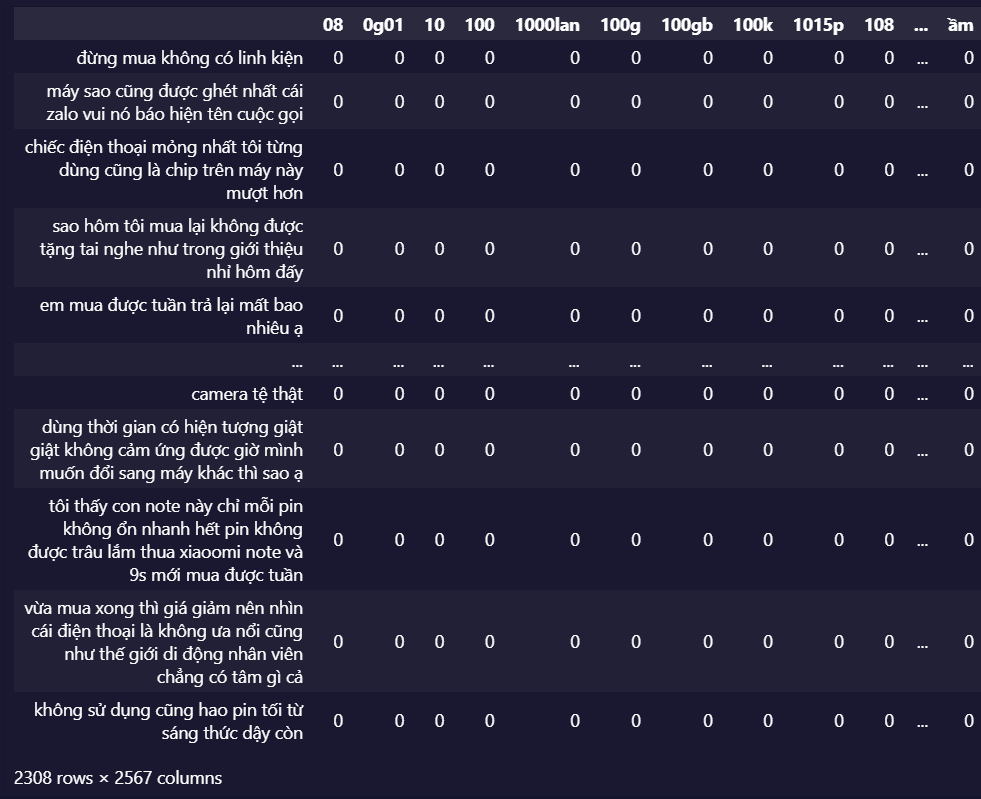 08 0g01 10 100 1000lan 100g 100gb 100k 1015p 108 ... ầm
đừng mua không có linh kiện 0 0 0 0 0 0 0 0 0 0 ... 0
máy sao cũng được ghét nhất cái
zalo vui nó báo hiện tên cuộc gọi 0 0 0 0 0 0 0 0 0 0 ... 0
chiếc điện thoại mỏng nhất tôi từng
dùng cũng là chip trên máy này 0 0 0 0 0 0 0 0 0 0 ... 0
mượt hơn
sao hôm tôi mua lại không được
tặng tai nghe như trong giới thiệu 0 0 0 0 0 0 0 0 0 0 ... 0
nhỉ hôm đấy
em mua được tuần trả lại mất bao
nhiêu ạ 0 0 0 0 0 0 0 0 0 0 ... 0
... ... ... ... ... ... ... ... ... ... ... ... ...
camera tệ thật 0 0 0 0 0 0 0 0 0 0 ... 0
dùng thời gian có hiện tượng giật
giật không cảm ứng được giờ mình 0 0 0 0 0 0 0 0 0 0 ... 0
muốn đổi sang máy khác thì sao ạ
tôi thấy con note này chỉ mỗi pin
không ổn nhanh hết pin không
được trâu lắm thua xiaoomi note và 0 0 0 0 0 0 0 0 0 0 ... 0
9s mới mua được tuần
vừa mua xong thì giá giảm nên nhìn
cái điện thoại là không ưa nổi cũng
như thế giới di động nhân viên 0 0 0 0 0 0 0 0 0 0 ... 0
chẳng có tâm gì cả
không sử dụng cũng hao pin tối từ
sáng thức dậy còn 0 0 0 0 0 0 0 0 0 0 ... 0
2308 rows × 2567 columns